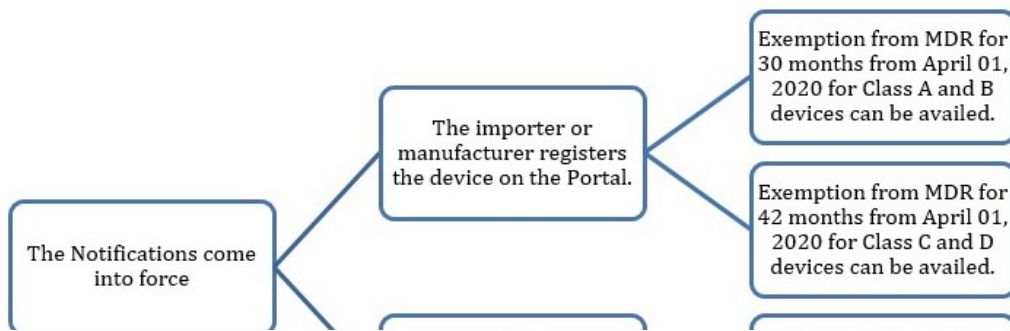 The Notifications come
into force
The importer or
manufacturer registers
the device on the Portal.
Exemption from MDR for
30 months from April 01,
2020 for Class A and B
devices can be availed.
Exemption from MDR for
42 months from April 01,
2020 for Class C and D
devices can be availed.